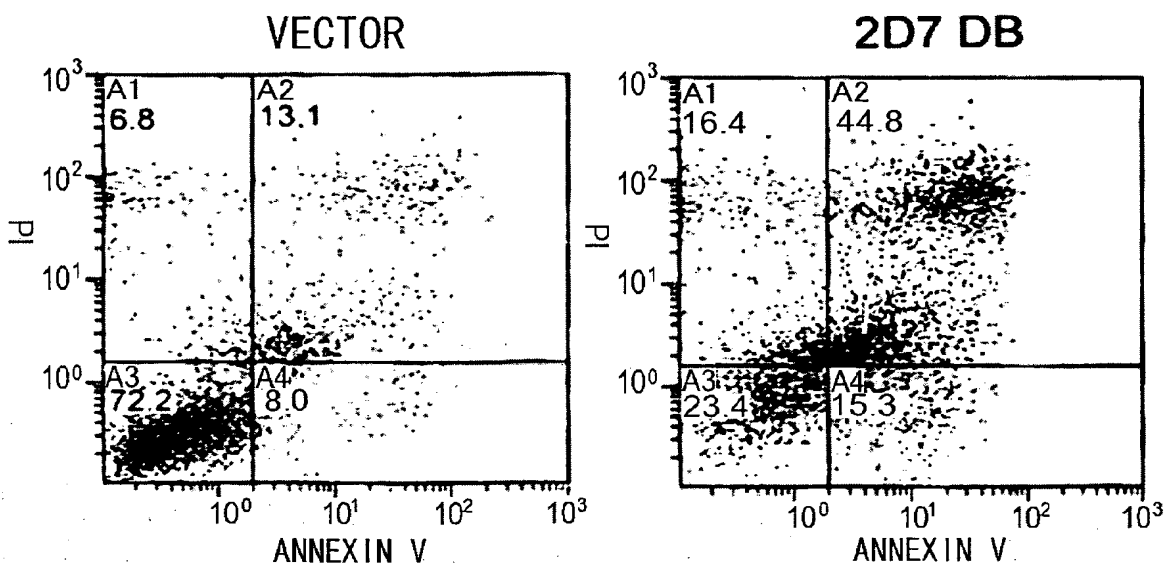 VECTOR
10³
A1
6.8
A2
13.1
10²
PI
10¹
10⁰
A3
72.2
A4
8.0
10⁰ 10¹ 10² 10³
ANNEXIN V
2D7 DB
10³
A1
16.4
A2
44.8
10²
PI
10¹
10⁰
A3
23.4
A4
15.3
10⁰ 10¹ 10² 10³
ANNEXIN V